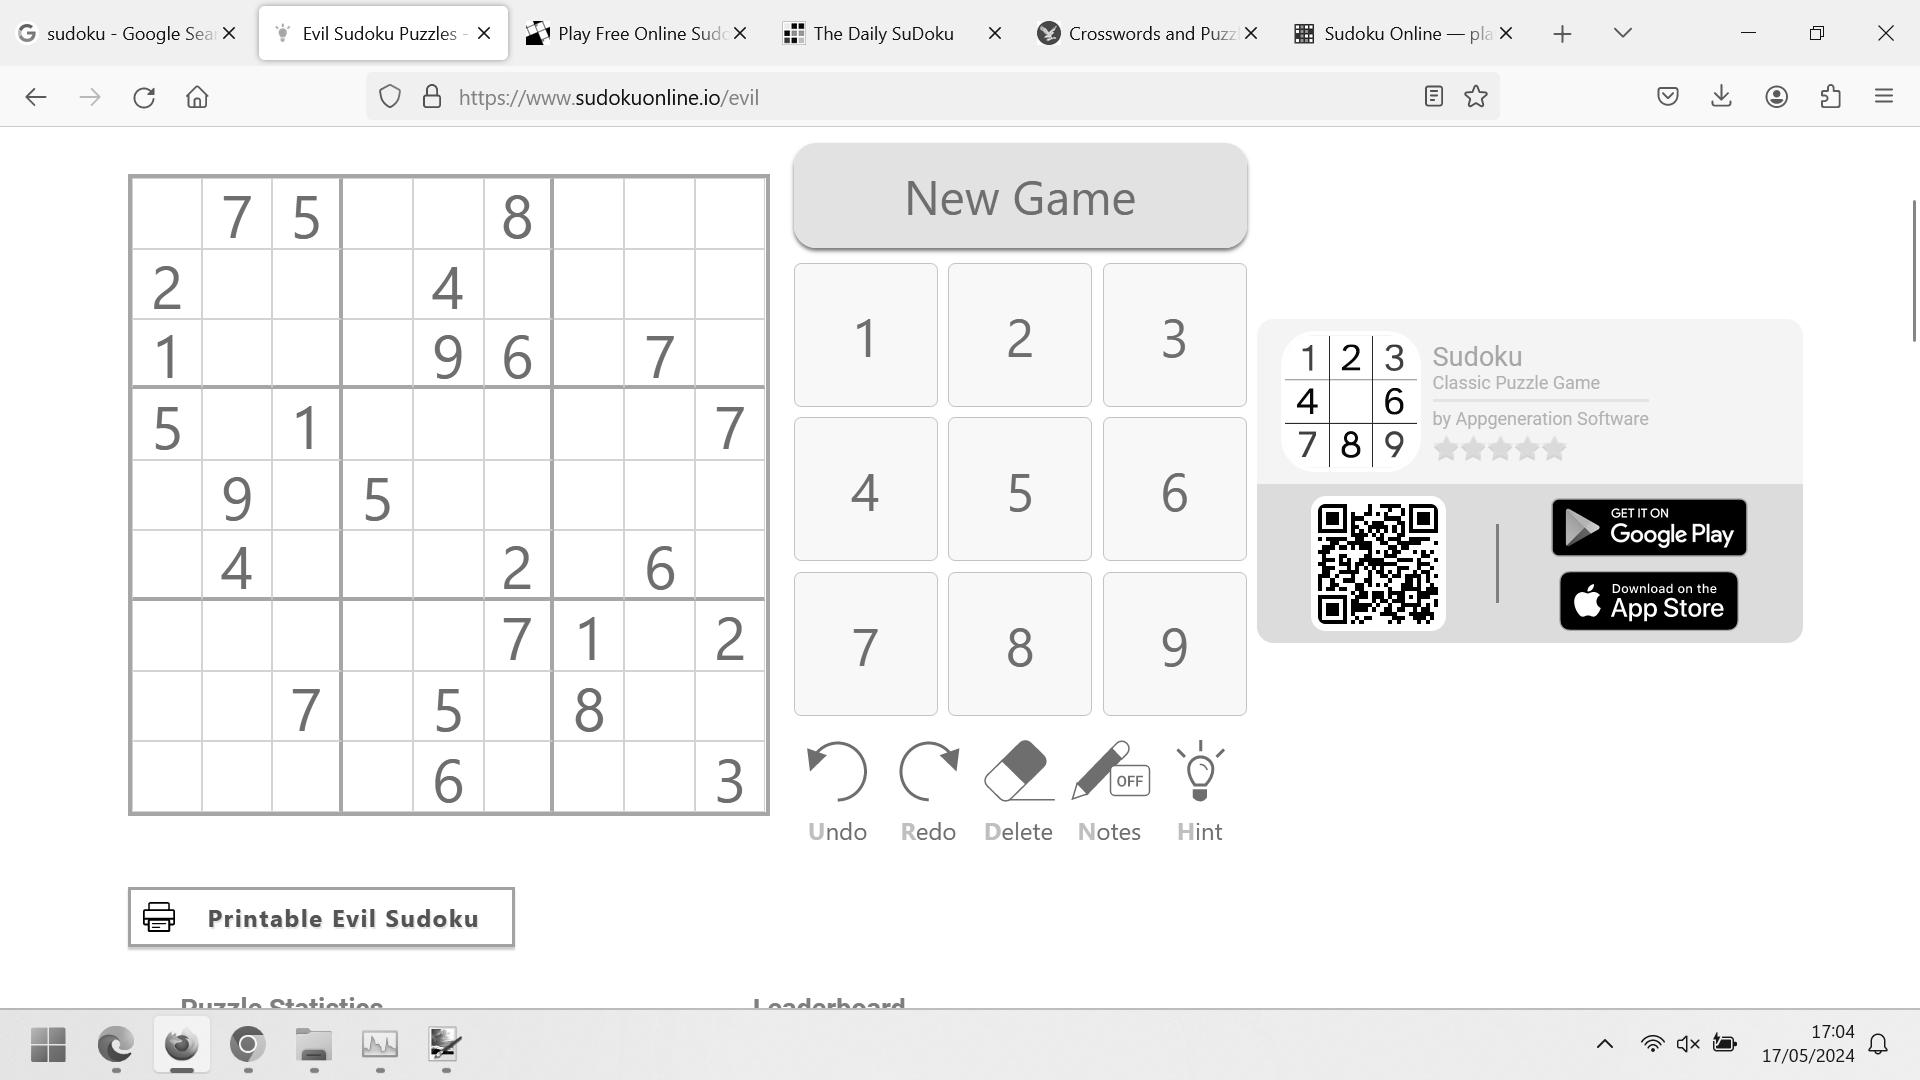 sudoku - Google Sea
Evil Sudoku Puzzles -
Play Free Online Sud
The Daily SuDoku
Crosswords and Puzz
Sudoku Online — pla
https://www.sudokuonline.io/evil
7 5 8
2 4
1 9 6 7
5 1 7
9 5
4 2 6
7 1 2
7 5 8
6 3
New Game
1 2 3
4 5 6
7 8 9
OFF
Undo Redo Delete Notes Hint
1 2 3
4 6
7 8 9
Sudoku
Classic Puzzle Game
by Appgeneration Software
GET IT ON
Google Play
Download on the
App Store
Printable Evil Sudoku
Puzzle Statistics
Leaderboard
17:04
17/05/2024